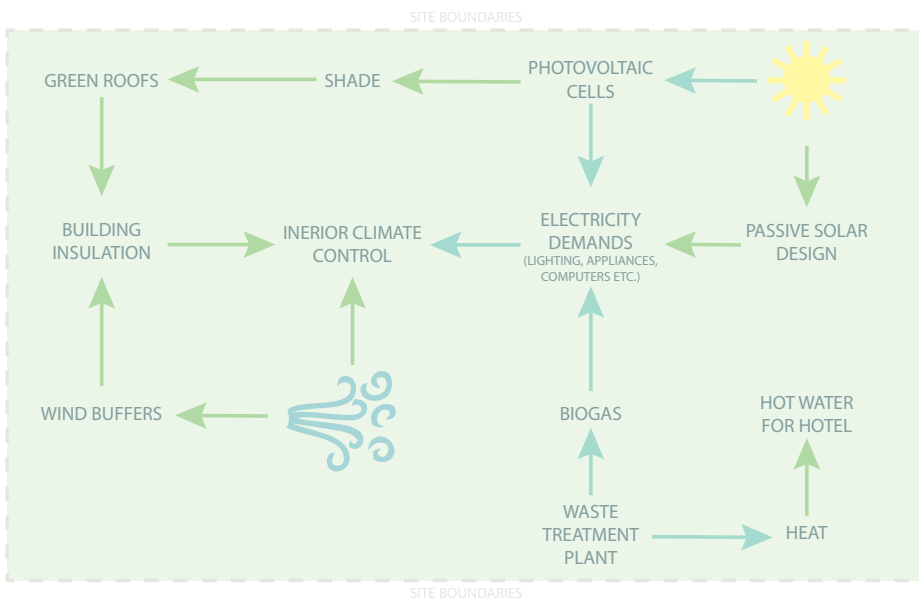 SITE BOUNDARIES
GREEN ROOFS
SHADE
PHOTOVOLTAIC
CELLS
BUILDING
INSULATION
INERIOR CLIMATE
CONTROL
ELECTRICITY
DEMANDS
(LIGHTING, APPLIANCES,
COMPUTERS ETC.)
PASSIVE SOLAR
DESIGN
WIND BUFFERS
BIOGAS
HOT WATER
FOR HOTEL
WASTE
TREATMENT
PLANT
HEAT
SITE BOUNDARIES